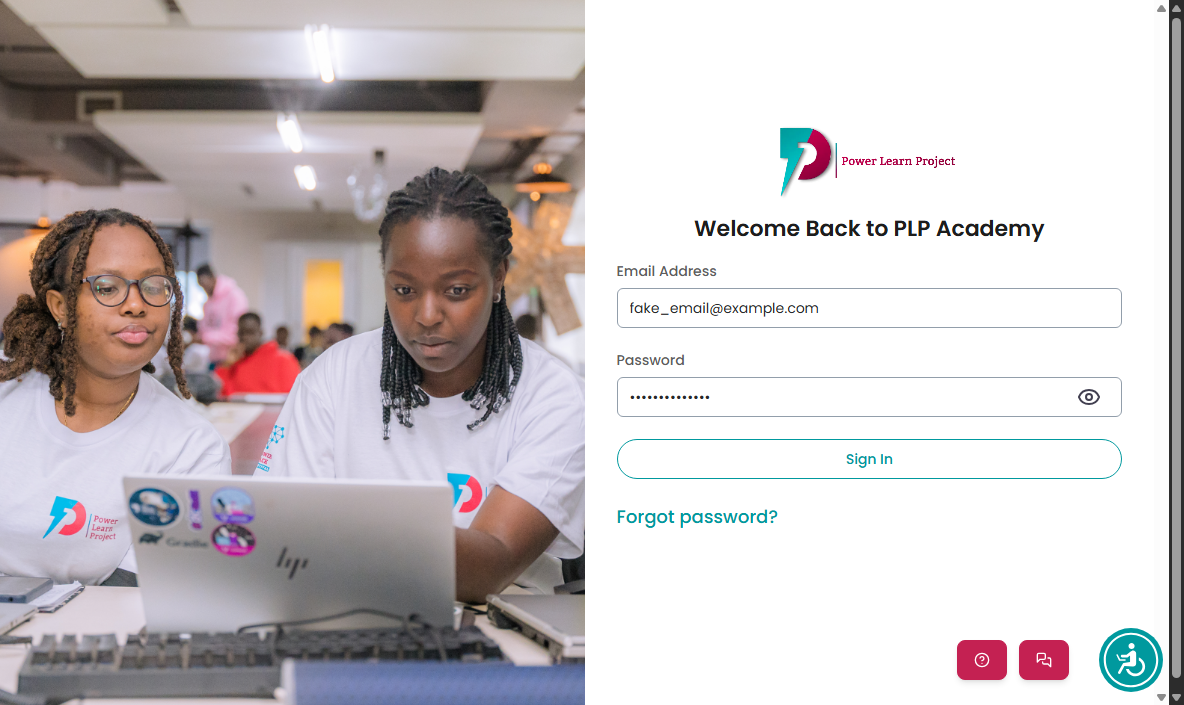 Power Learn Project
Welcome Back to PLP Academy
Email Address
fake_email@example.com
Password
••••••••••••••
Sign In
Forgot password?
Power
Learn
Project
Gradle
hp